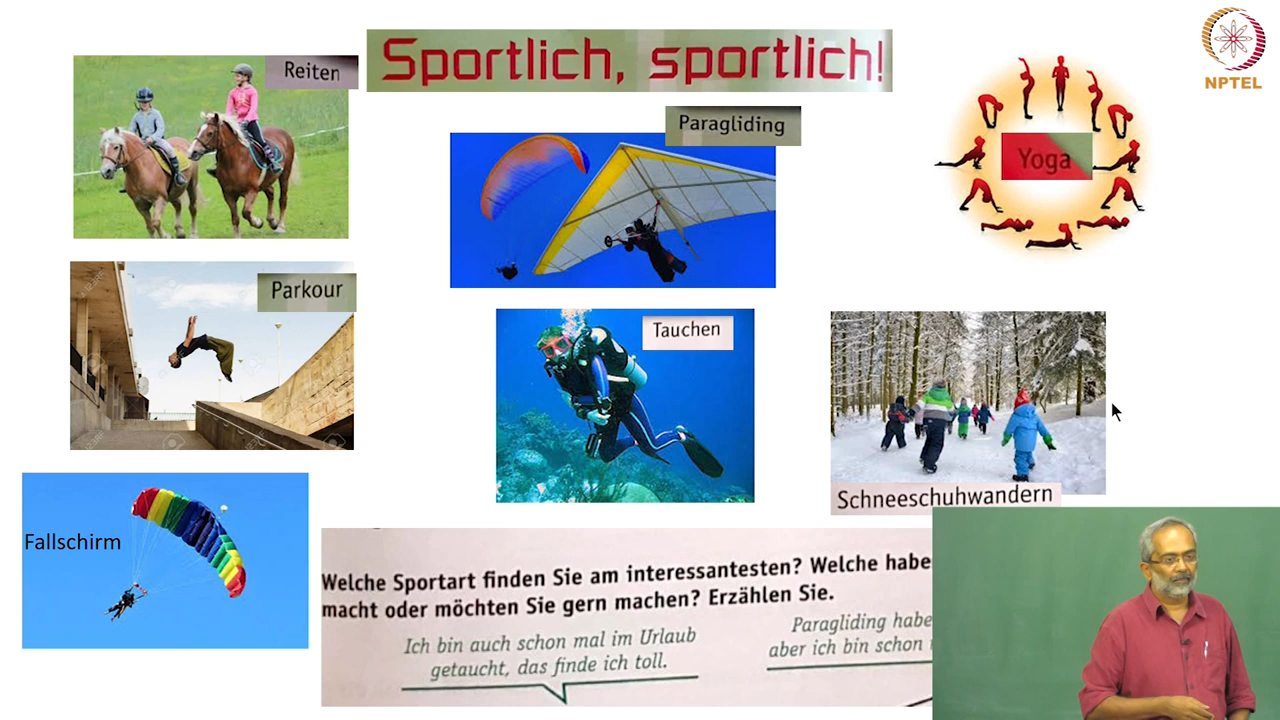 Sportlich, sportlich!
NPTEL
Reiten
Paragliding
Yoga
Parkour
Tauchen
Schneeschuhwandern
Fallschirm
Welche Sportart finden Sie am interessantesten? Welche habe
macht oder möchten Sie gern machen? Erzählen Sie.
Ich bin auch schon mal im Urlaub
getaucht, das finde ich toll.
Paragliding habe
aber ich bin schon